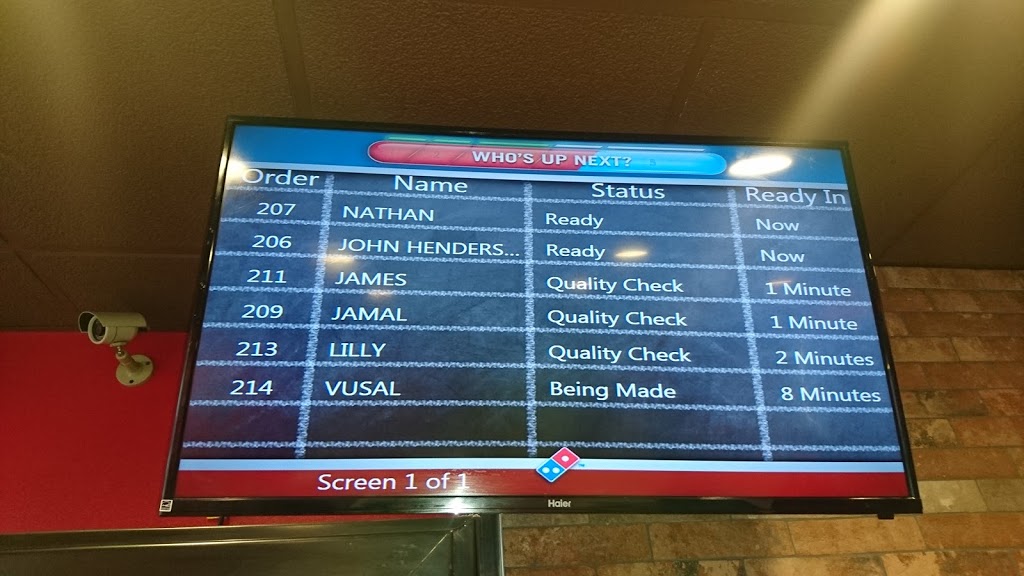 WHO'S UP NEXT?
Order Name Status Ready In
207 NATHAN Ready Now
206 JOHN HENDERS... Ready Now
211 JAMES Quality Check 1 Minute
209 JAMAL Quality Check 1 Minute
213 LILLY Quality Check 2 Minutes
214 VUSAL Being Made 8 Minutes
Screen 1 of 1
Haier